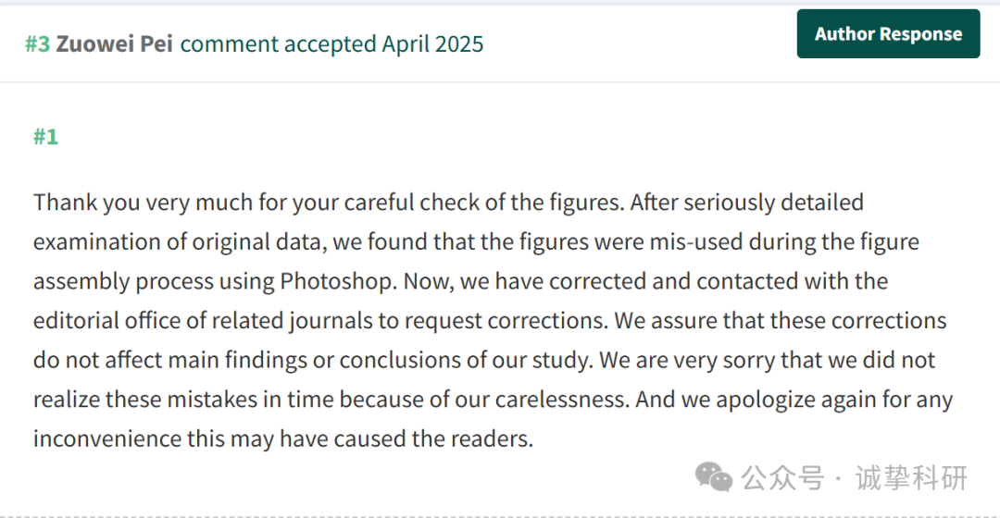 #3 Zuowei Pei comment accepted April 2025
Author Response
#1
Thank you very much for your careful check of the figures. After seriously detailed
examination of original data, we found that the figures were mis-used during the figure
assembly process using Photoshop. Now, we have corrected and contacted with the
editorial office of related journals to request corrections. We assure that these corrections
do not affect main findings or conclusions of our study. We are very sorry that we did not
realize these mistakes in time because of our carelessness. And we apologize again for any
inconvenience this may have caused the readers.
公众号 · 诚挚科研